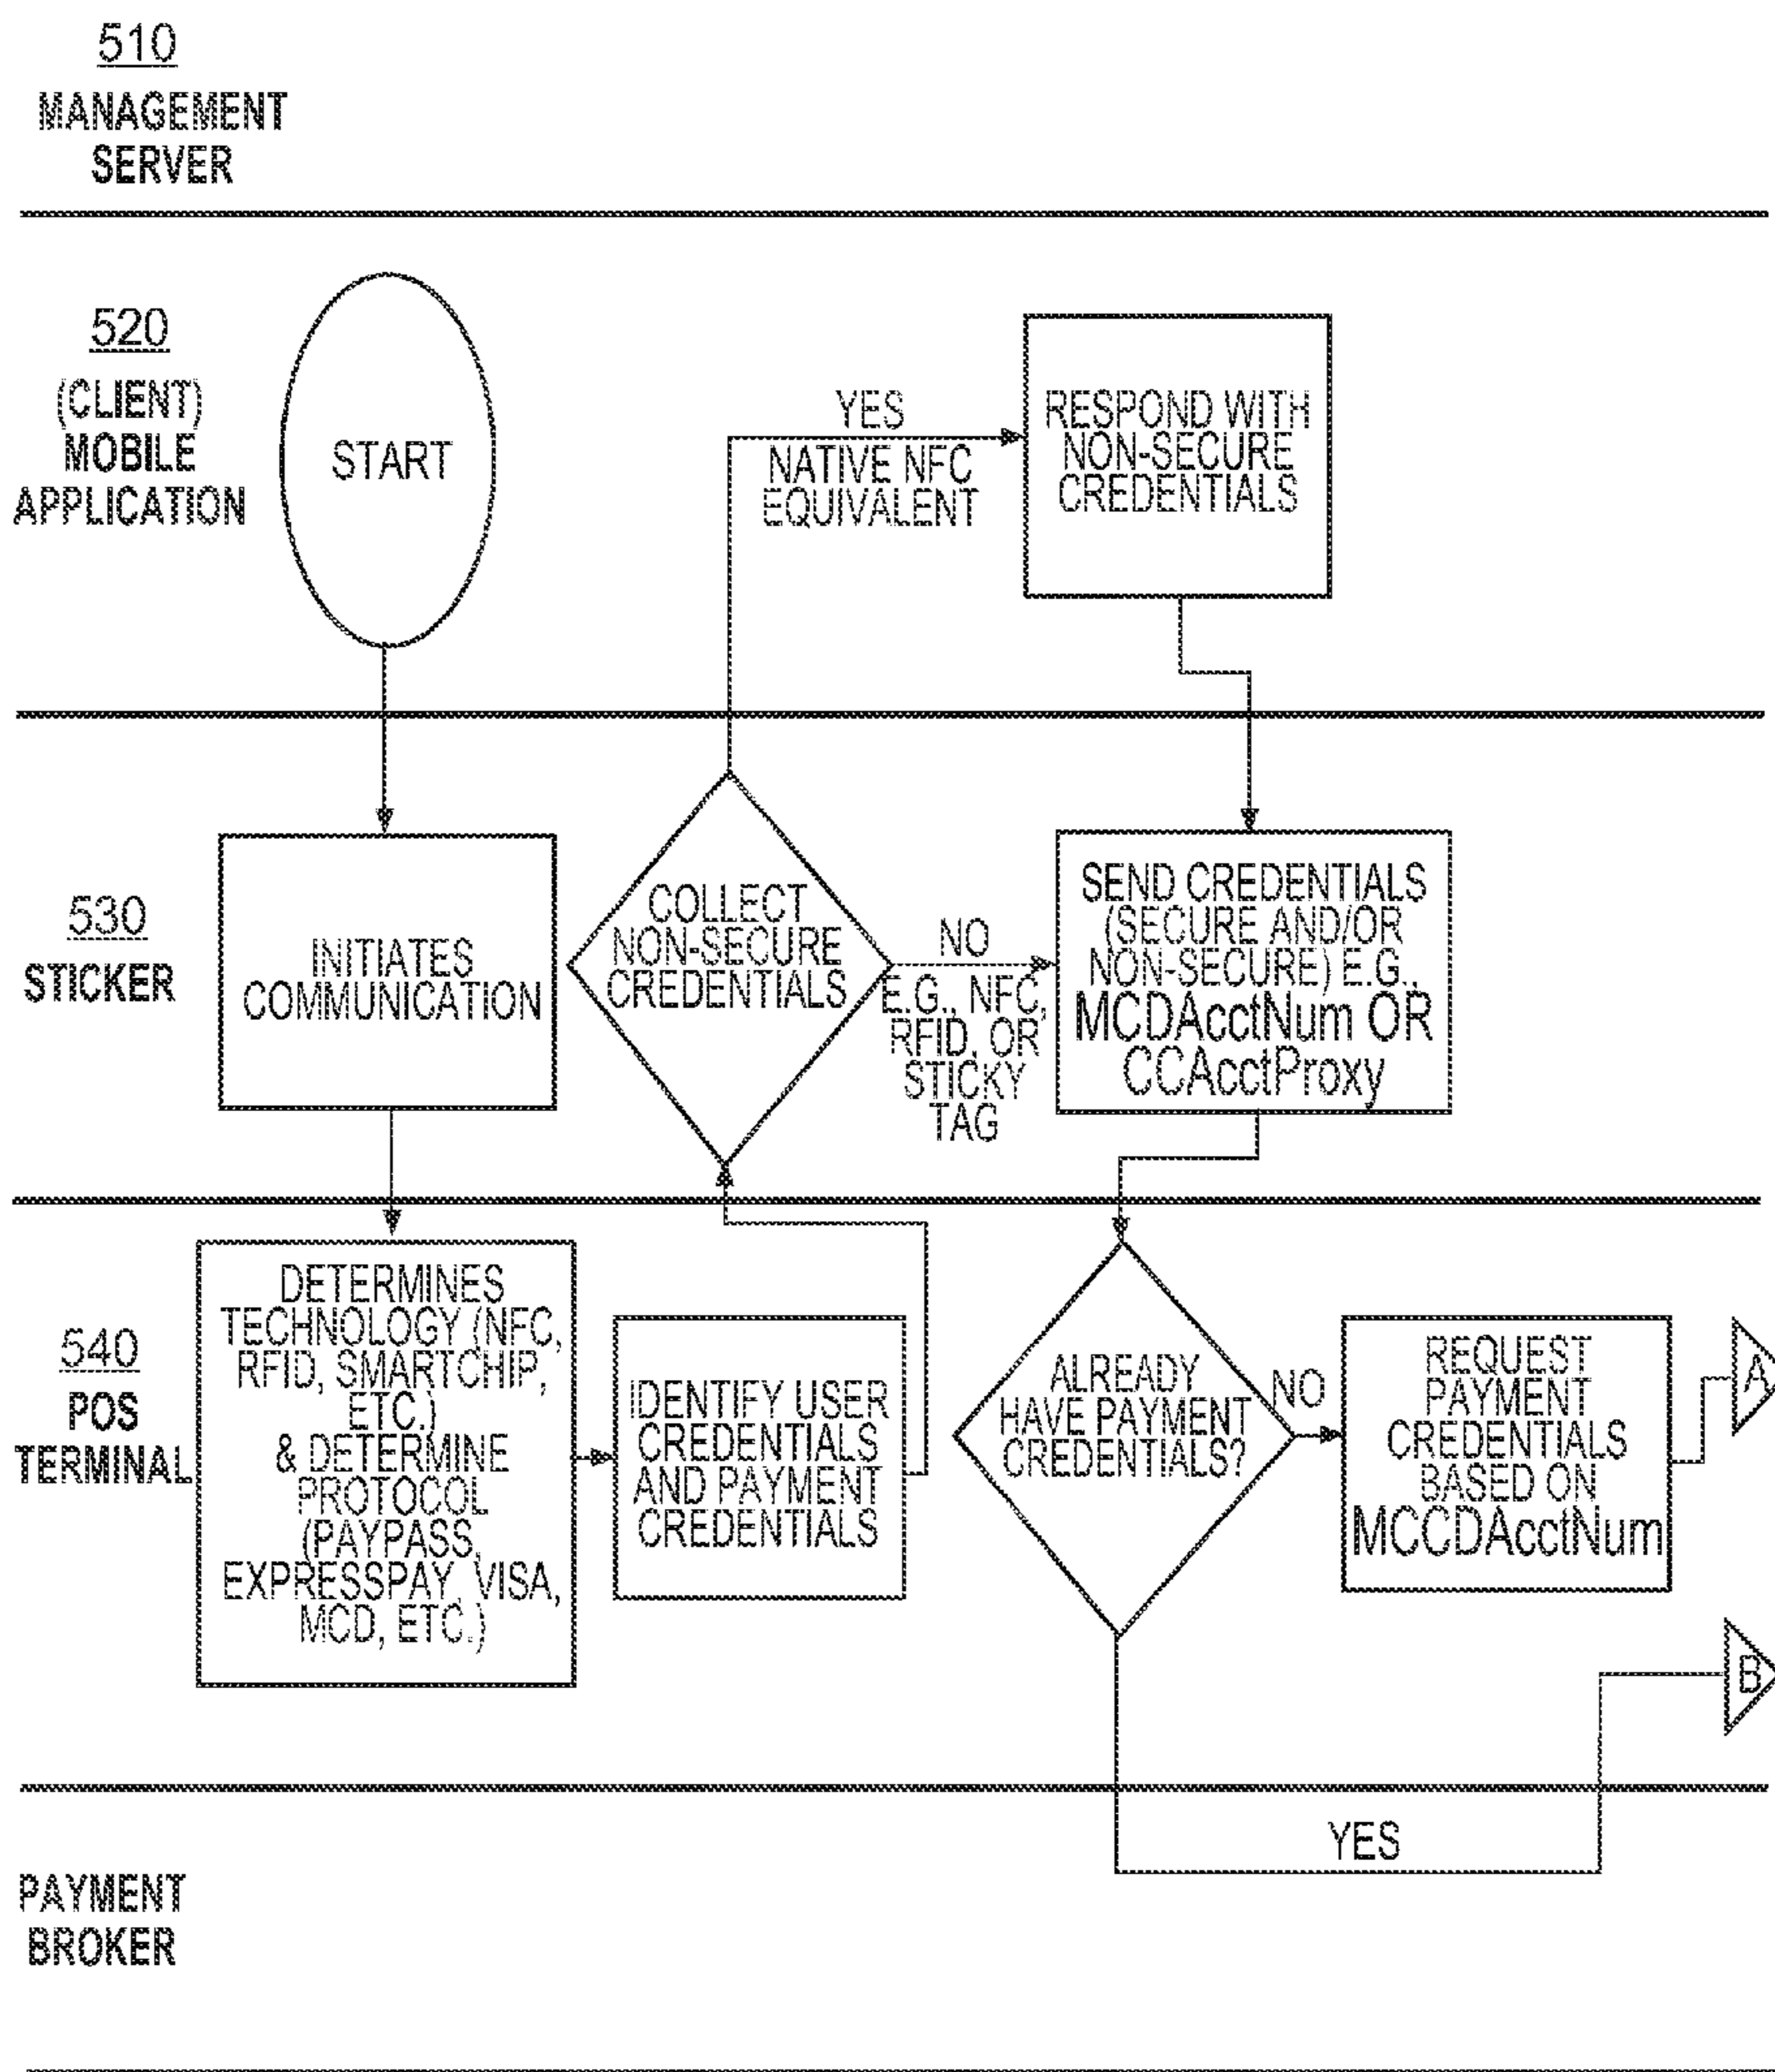 510
MANAGEMENT
SERVER
520
(CLIENT)
MOBILE
APPLICATION
START
YES
NATIVE NFC
EQUIVALENT
RESPOND WITH
NON-SECURE
CREDENTIALS
530
STICKER
INITIATES
COMMUNICATION
COLLECT
NON-SECURE
CREDENTIALS
NO
E.G., NFC,
RFID, OR
STICKY
TAG
SEND CREDENTIALS
(SECURE AND/OR
NON-SECURE) E.G.,
MCDAcctNum OR
CCAcctProxy
540
POS
TERMINAL
DETERMINES
TECHNOLOGY (NFC,
RFID, SMARTCHIP,
ETC.)
& DETERMINE
PROTOCOL
(PAYPASS,
EXPRESSPAY, VISA,
MCD, ETC.)
IDENTIFY USER
CREDENTIALS
AND PAYMENT
CREDENTIALS
ALREADY
HAVE PAYMENT
CREDENTIALS?
NO
REQUEST
PAYMENT
CREDENTIALS
BASED ON
MCCDAcctNum
A
B
YES
PAYMENT
BROKER